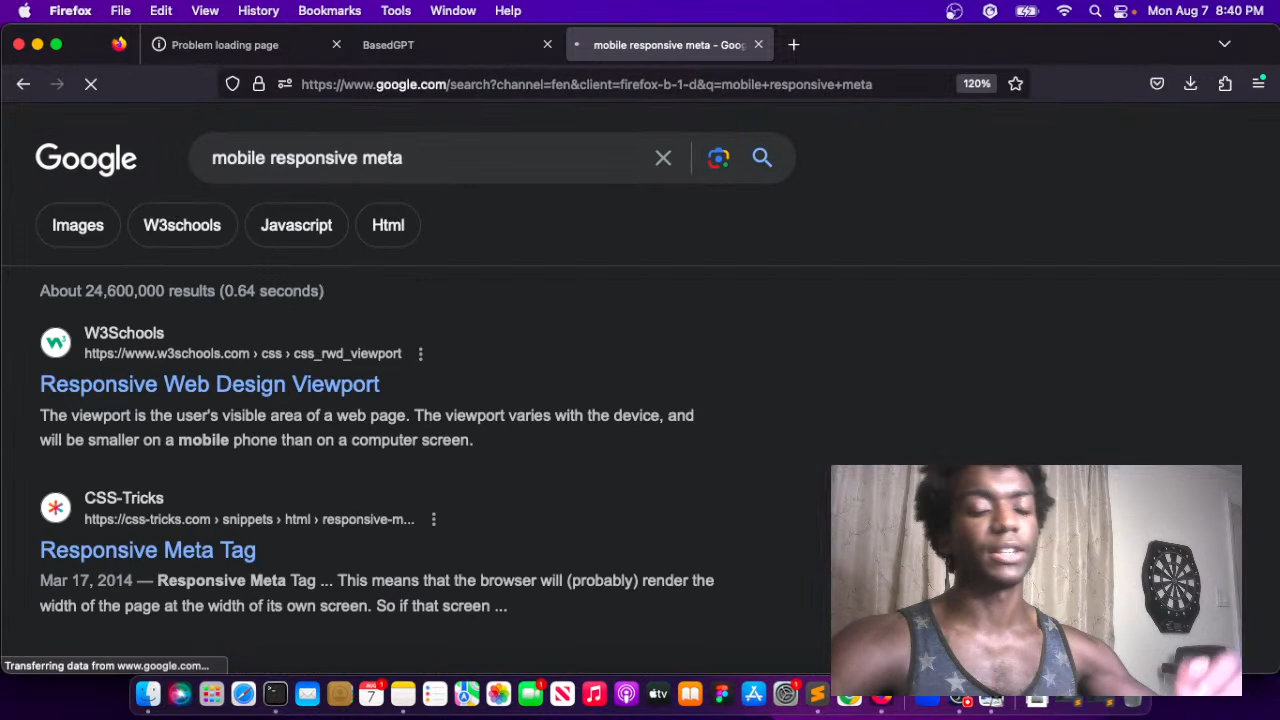 Firefox File Edit View History Bookmarks Tools Window Help Mon Aug 7 8:40 PM
Problem loading page BasedGPT mobile responsive meta - Goog
https://www.google.com/search?channel=fen&client=firefox-b-1-d&q=mobile+responsive+meta 120%
Google mobile responsive meta
Images W3schools Javascript Html
About 24,600,000 results (0.64 seconds)
W3Schools
https://www.w3schools.com › css › css_rwd_viewport
Responsive Web Design Viewport
The viewport is the user's visible area of a web page. The viewport varies with the device, and
will be smaller on a mobile phone than on a computer screen.
CSS-Tricks
https://css-tricks.com › snippets › html › responsive-m...
Responsive Meta Tag
Mar 17, 2014 — Responsive Meta Tag ... This means that the browser will (probably) render the
width of the page at the width of its own screen. So if that screen ...
Transferring data from www.google.com...